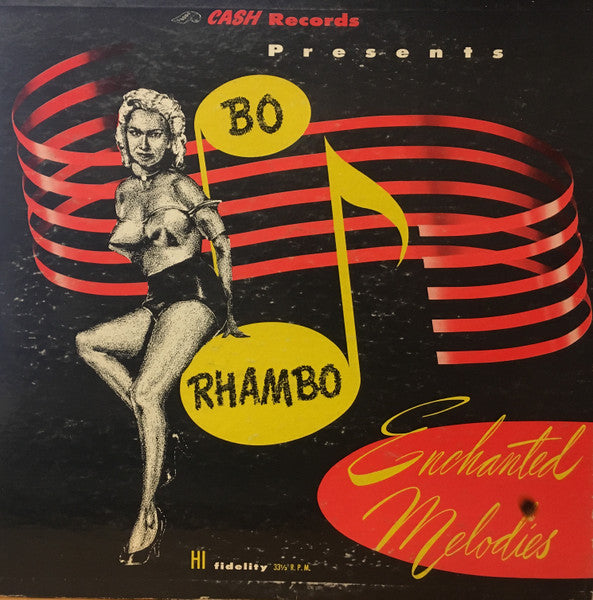 CASH Records
Presents
BO
RHAMBO
Enchanted
Melodies
HI fidelity 33⅓ R.P.M.